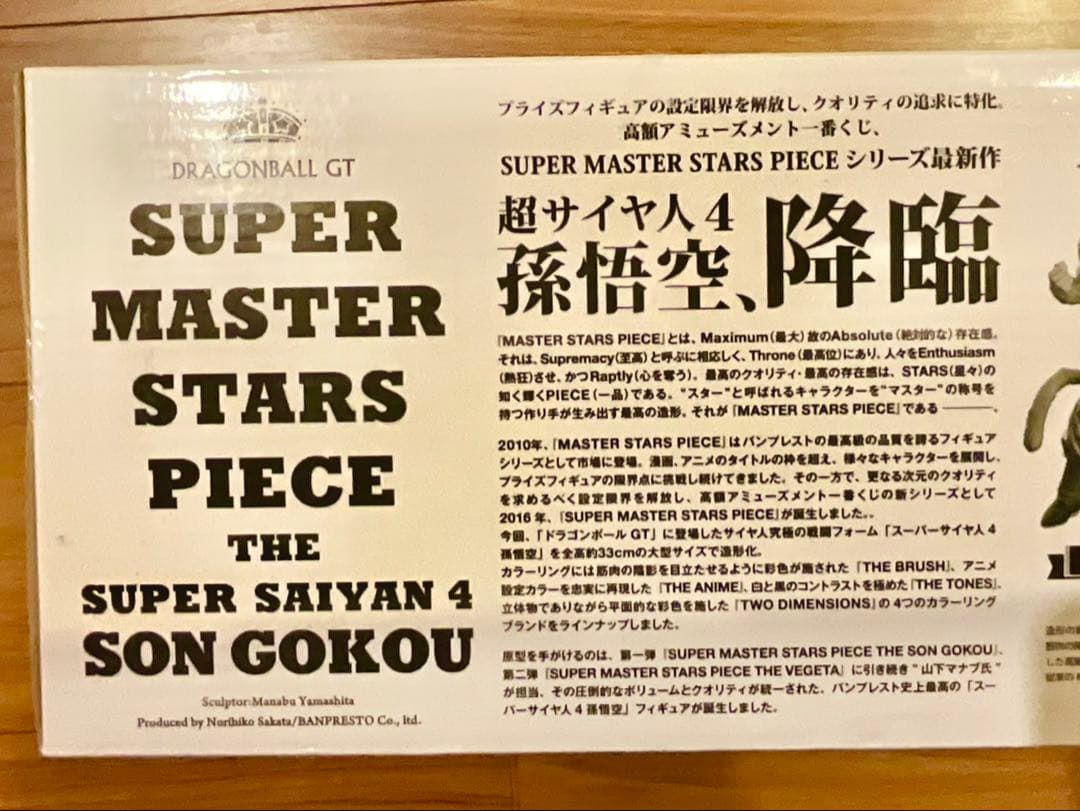 DRAGONBALL GT
SUPER
MASTER
STARS
PIECE
THE
SUPER SAIYAN 4
SON GOKOU
Sculptor:Manabu Yamashita
Produced by Norihiko Sakata/BANPRESTO Co., ltd.
プライズフィギュアの設定限界を解放し、クオリティの追求に特化。
高額アミューズメント一番くじ、
SUPER MASTER STARS PIECE シリーズ最新作
超サイヤ人4
孫悟空、降臨
『MASTER STARS PIECE』とは、Maximum(最大)故のAbsolute(絶対的な)存在感。
それは、Supremacy(至高)と呼ぶに相応しく、Throne(最高位)にあり、人々をEnthusiasm
(熱狂)させ、かつRaptly(心を奪う)。最高のクオリティ・最高の存在感は、STARS(星々)の
如く輝くPIECE(一品)である。"スター"と呼ばれるキャラクターを"マスター"の称号を
持つ作り手が生み出す最高の造形。それが『MASTER STARS PIECE』である ―――。
2010年、『MASTER STARS PIECE』はバンプレストの最高級の品質を誇るフィギュア
シリーズとして市場に登場。漫画、アニメのタイトルの枠を超え、様々なキャラクターを展開し、
プライズフィギュアの限界点に挑戦し続けてきました。その一方で、更なる次元のクオリティ
を求めるべく設定限界を解放し、高額アミューズメント一番くじの新シリーズとして
2016年、『SUPER MASTER STARS PIECE』が誕生しました。。
今回、「ドラゴンボール GT」に登場したサイヤ人究極の戦闘フォーム「スーパーサイヤ人4
孫悟空」を全高約33cmの大型サイズで造形化。
カラーリングには筋肉の陰影を目立たせるように彩色が施された『THE BRUSH』、アニメ
設定カラーを忠実に再現した『THE ANIME』、白と黒のコントラストを極めた『THE TONES』、
立体物でありながら平面的な彩色を施した『TWO DIMENSIONS』の4つのカラーリング
ブランドをラインナップしました。
原型を手がけるのは、第一弾『SUPER MASTER STARS PIECE THE SON GOKOU』、
第二弾『SUPER MASTER STARS PIECE THE VEGETA』に引き続き"山下マナブ氏"
が担当、その圧倒的なボリュームとクオリティが統一された、バンプレスト史上最高の「スー
パーサイヤ人4 孫悟空」フィギュアが誕生しました。